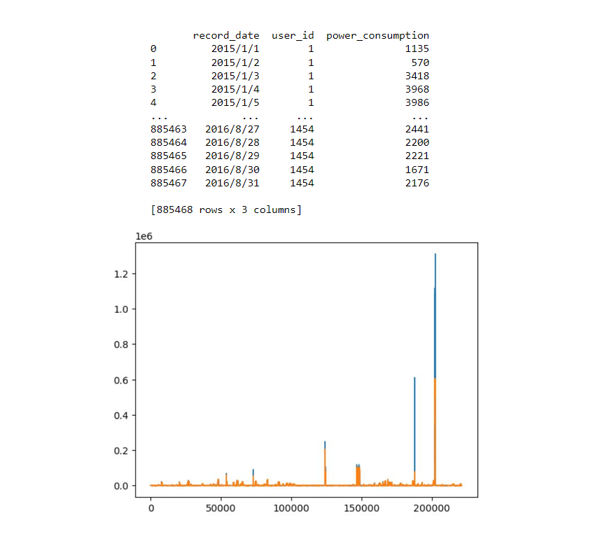 record_date user_id power_consumption
0 2015/1/1 1 1135
1 2015/1/2 1 570
2 2015/1/3 1 3418
3 2015/1/4 1 3968
4 2015/1/5 1 3986
... ... ... ...
885463 2016/8/27 1454 2441
885464 2016/8/28 1454 2200
885465 2016/8/29 1454 2221
885466 2016/8/30 1454 1671
885467 2016/8/31 1454 2176
[885468 rows x 3 columns]
1e6
1.2
1.0
0.8
0.6
0.4
0.2
0.0
0 50000 100000 150000 200000